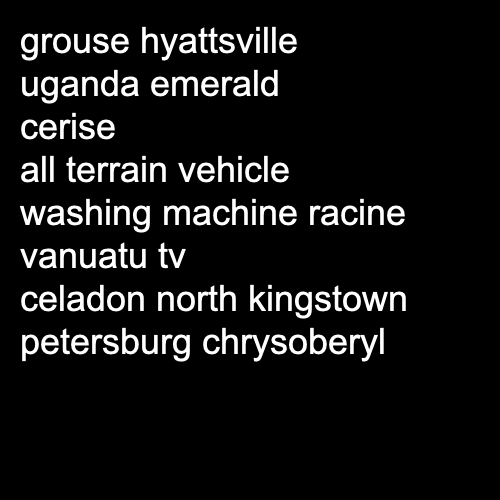 grouse hyattsville
uganda emerald
cerise
all terrain vehicle
washing machine racine
vanuatu tv
celadon north kingstown
petersburg chrysoberyl